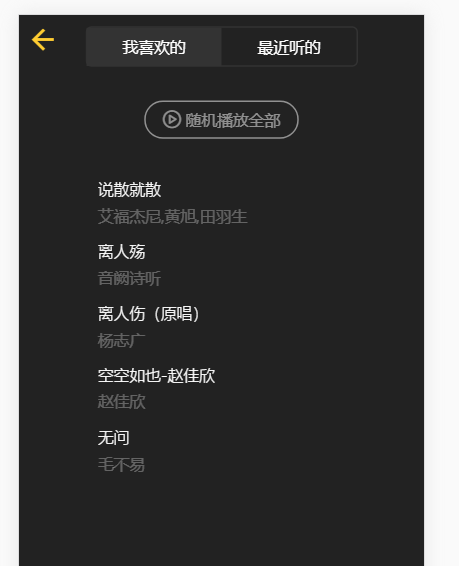 我喜欢的 最近听的
随机播放全部
说散就散
艾福杰尼,黄旭,田羽生
离人殇
音阙诗听
离人伤（原唱）
杨志广
空空如也-赵佳欣
赵佳欣
无问
毛不易